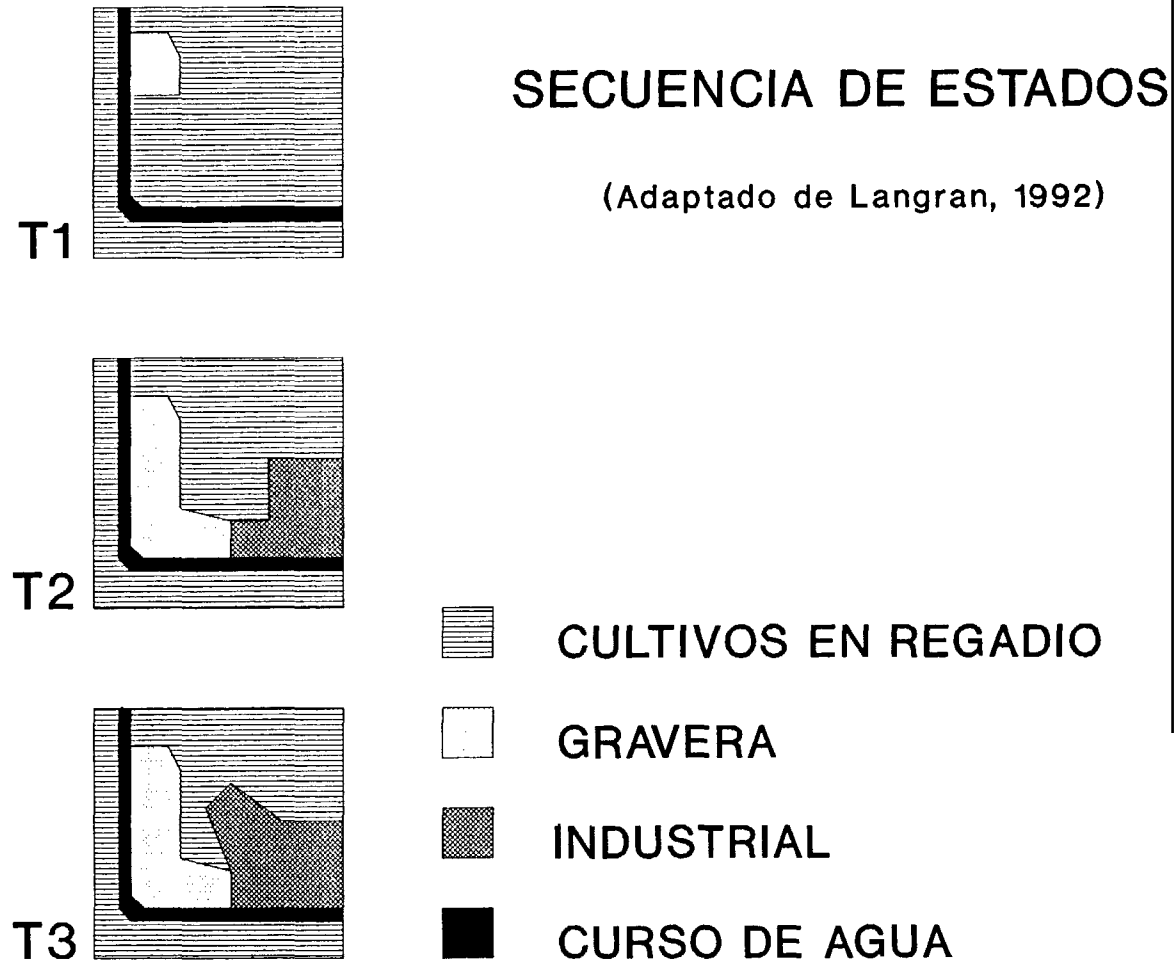 SECUENCIA DE ESTADOS
(Adaptado de Langran, 1992)
T1
T2
T3
CULTIVOS EN REGADIO
GRAVERA
INDUSTRIAL
CURSO DE AGUA